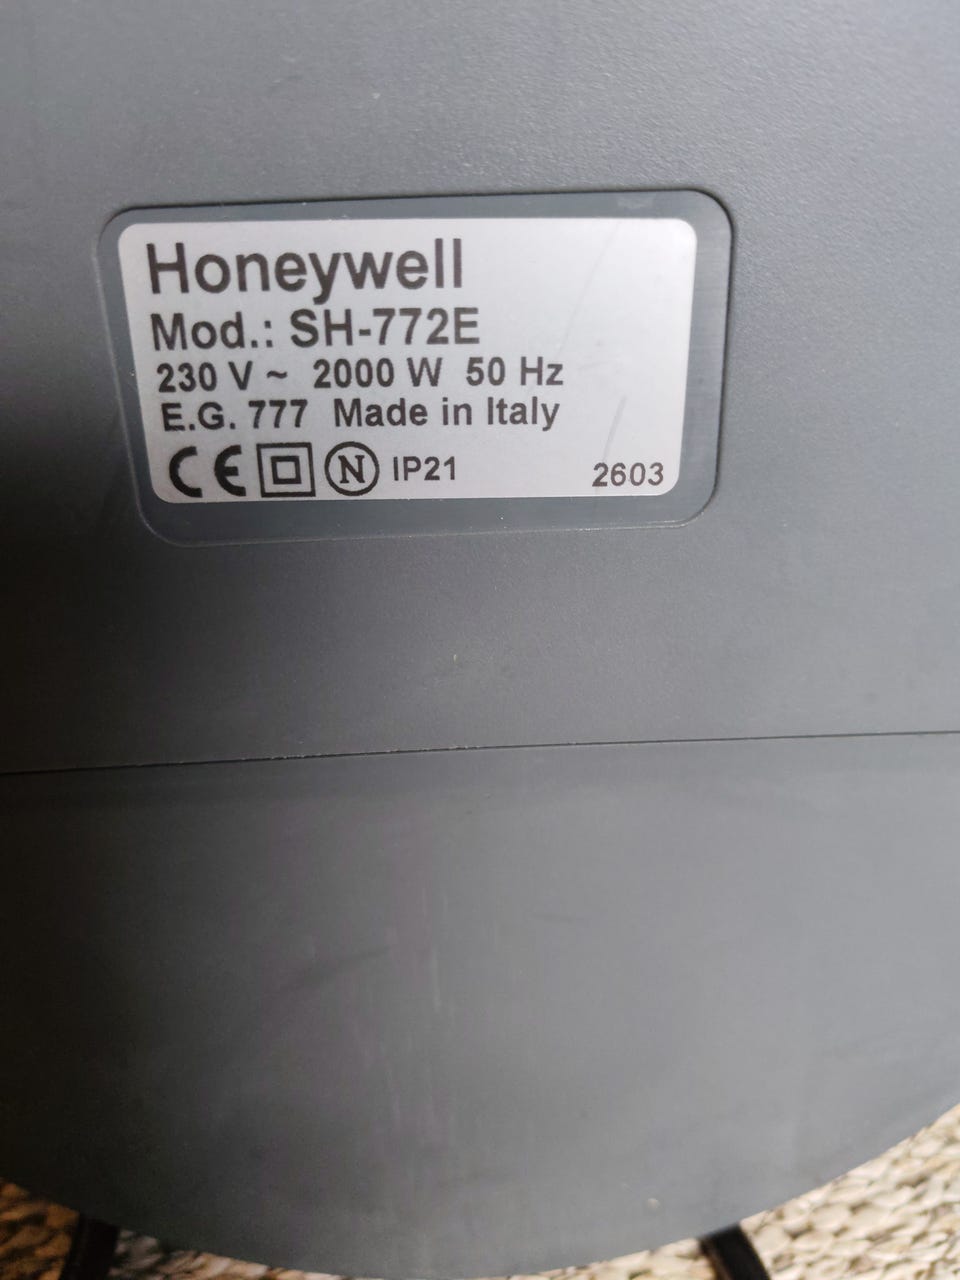 Honeywell
Mod.: SH-772E
230 V ~ 2000 W 50 Hz
E.G. 777 Made in Italy
CE N IP21 2603